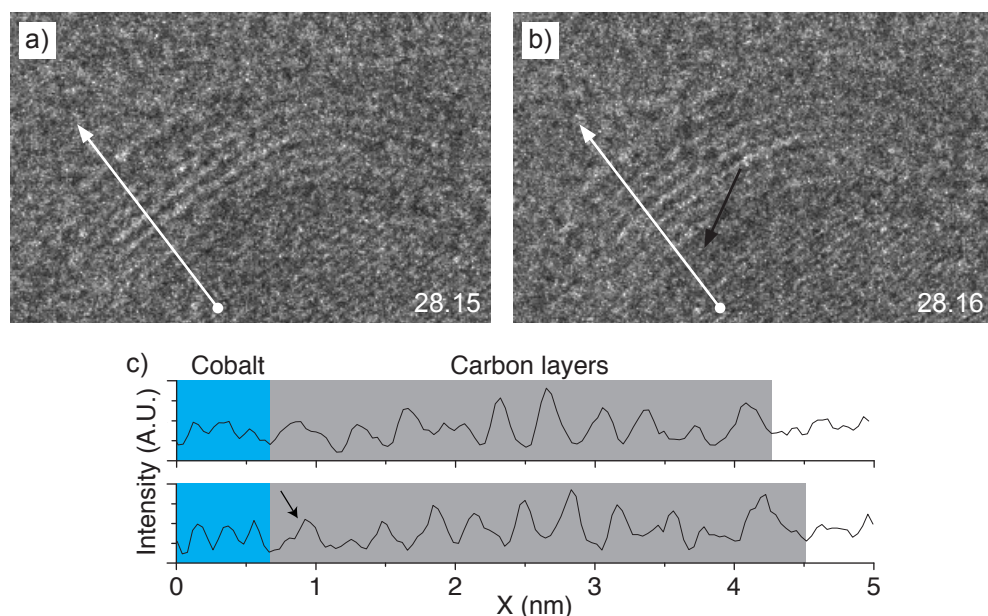 a)
b)
28.15
28.16
c)
Cobalt
Carbon layers
Intensity (A.U.)
0
1
2
3
4
5
X (nm)